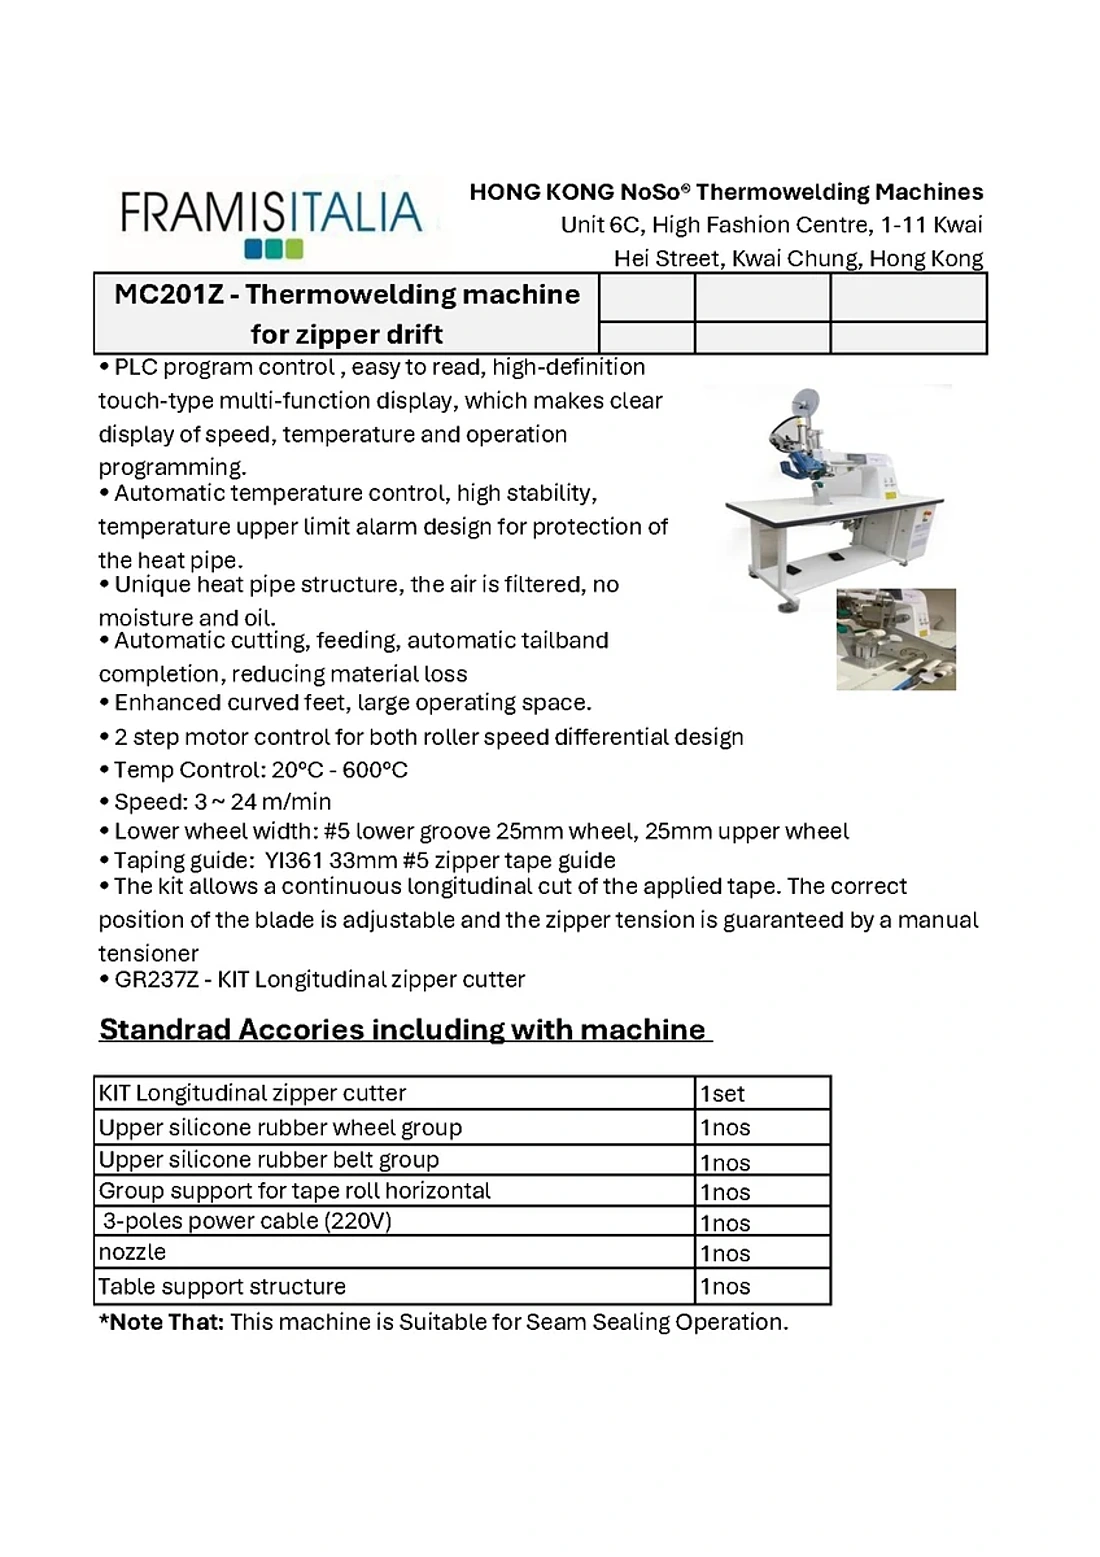 FRAMISITALIA
HONG KONG NoSo® Thermowelding Machines
Unit 6C, High Fashion Centre, 1-11 Kwai
Hei Street, Kwai Chung, Hong Kong
MC201Z - Thermowelding machine
for zipper drift
• PLC program control , easy to read, high-definition
touch-type multi-function display, which makes clear
display of speed, temperature and operation
programming.
• Automatic temperature control, high stability,
temperature upper limit alarm design for protection of
the heat pipe.
• Unique heat pipe structure, the air is filtered, no
moisture and oil.
• Automatic cutting, feeding, automatic tailband
completion, reducing material loss
• Enhanced curved feet, large operating space.
• 2 step motor control for both roller speed differential design
• Temp Control: 20°C - 600°C
• Speed: 3 ~ 24 m/min
• Lower wheel width: #5 lower groove 25mm wheel, 25mm upper wheel
• Taping guide:  YI361 33mm #5 zipper tape guide
• The kit allows a continuous longitudinal cut of the applied tape. The correct
position of the blade is adjustable and the zipper tension is guaranteed by a manual
tensioner
• GR237Z - KIT Longitudinal zipper cutter
Standrad Accories including with machine
KIT Longitudinal zipper cutter 1set
Upper silicone rubber wheel group 1nos
Upper silicone rubber belt group 1nos
Group support for tape roll horizontal 1nos
3-poles power cable (220V) 1nos
nozzle 1nos
Table support structure 1nos
*Note That: This machine is Suitable for Seam Sealing Operation.